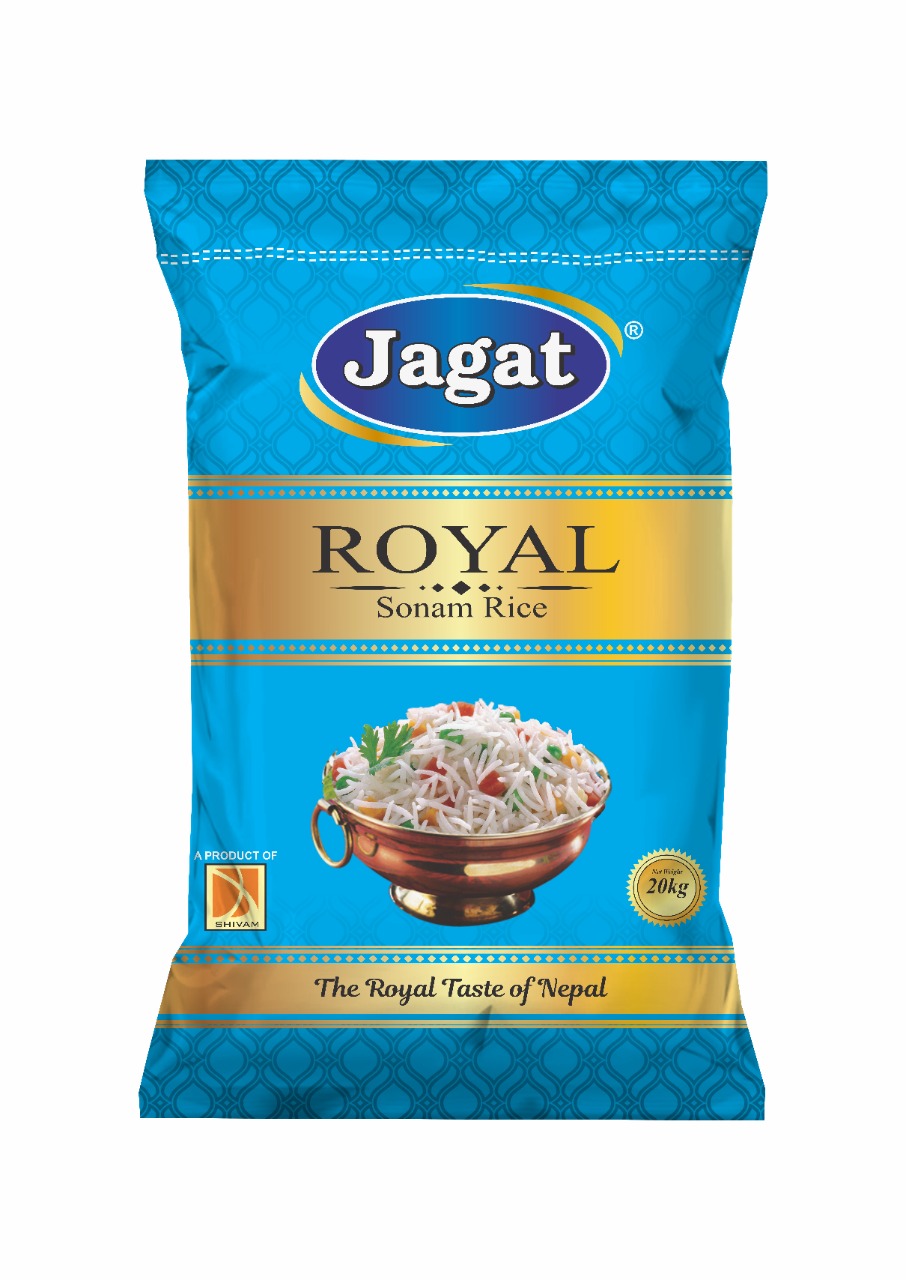 Jagat ®
ROYAL
Sonam Rice
A PRODUCT OF
SHIVAM
Net Weight
20kg
The Royal Taste of Nepal